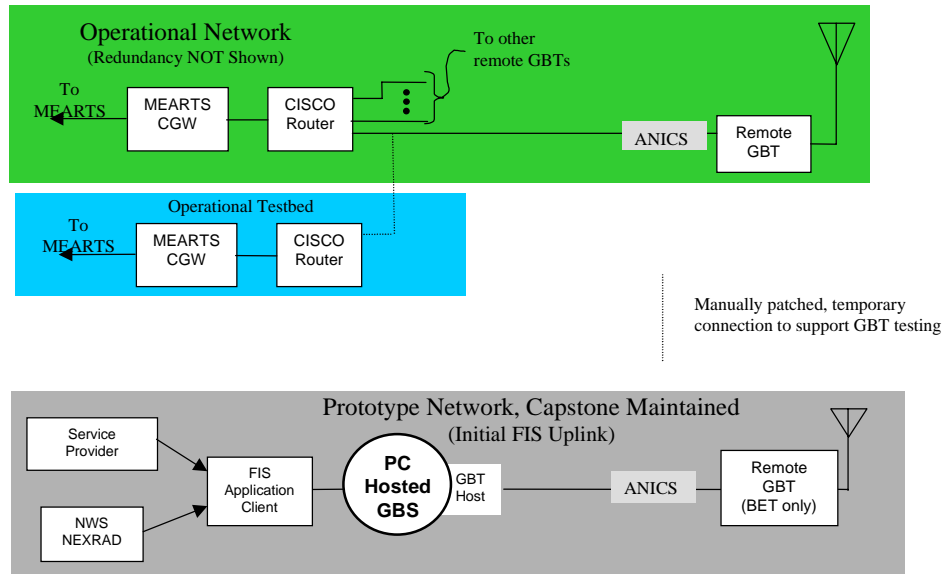 Operational Network
(Redundancy NOT Shown)
To other
remote GBTs
To
MEARTS
MEARTS
CGW
CISCO
Router
ANICS
Remote
GBT
Operational Testbed
To
MEARTS
MEARTS
CGW
CISCO
Router
Manually patched, temporary
connection to support GBT testing
Prototype Network, Capstone Maintained
(Initial FIS Uplink)
Service
Provider
NWS
NEXRAD
FIS
Application
Client
PC
Hosted
GBS
GBT
Host
ANICS
Remote
GBT
(BET only)